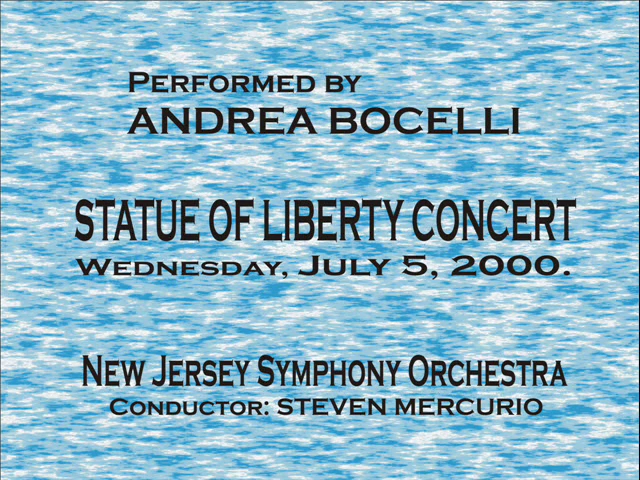 Performed by
ANDREA BOCELLI
STATUE OF LIBERTY CONCERT
Wednesday, July 5, 2000.
New Jersey Symphony Orchestra
Conductor: STEVEN MERCURIO